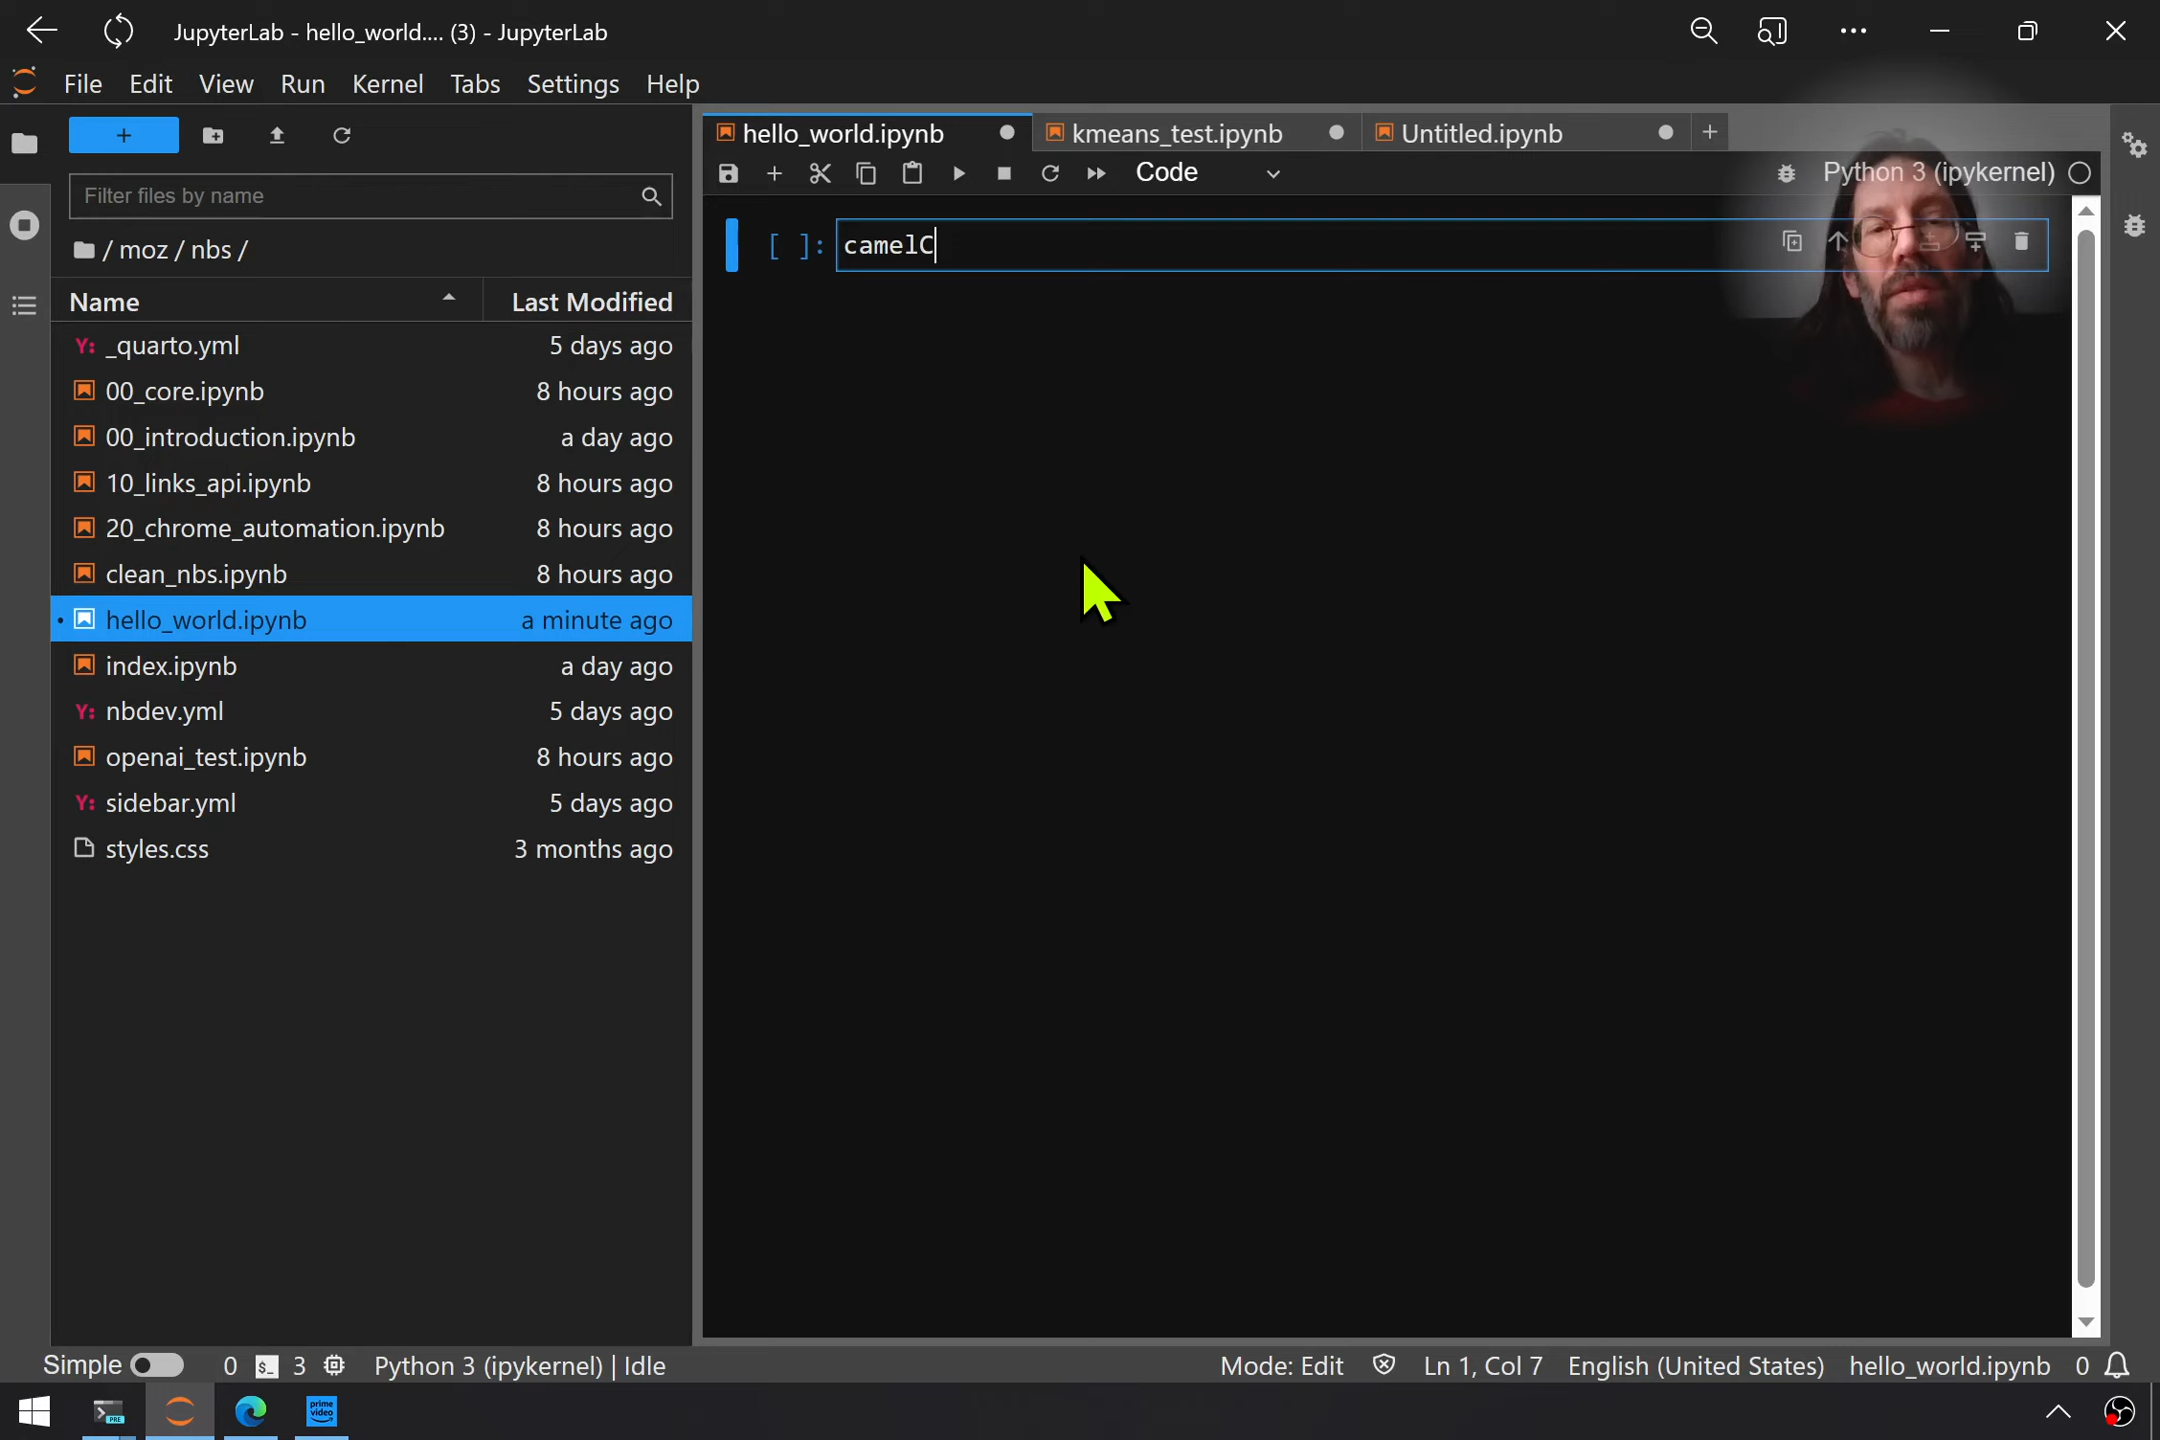 JupyterLab - hello_world.... (3) - JupyterLab
File Edit View Run Kernel Tabs Settings Help
+
hello_world.ipynb
kmeans_test.ipynb
Untitled.ipynb
+
Code
Python 3 (ipykernel)
Filter files by name
/ moz / nbs /
[ ]: camelC
Name Last Modified
Y: _quarto.yml 5 days ago
00_core.ipynb 8 hours ago
00_introduction.ipynb a day ago
10_links_api.ipynb 8 hours ago
20_chrome_automation.ipynb 8 hours ago
clean_nbs.ipynb 8 hours ago
hello_world.ipynb a minute ago
index.ipynb a day ago
Y: nbdev.yml 5 days ago
openai_test.ipynb 8 hours ago
Y: sidebar.yml 5 days ago
styles.css 3 months ago
Simple 0 $_ 3 Python 3 (ipykernel) | Idle Mode: Edit Ln 1, Col 7 English (United States) hello_world.ipynb 0
PRE
prime video